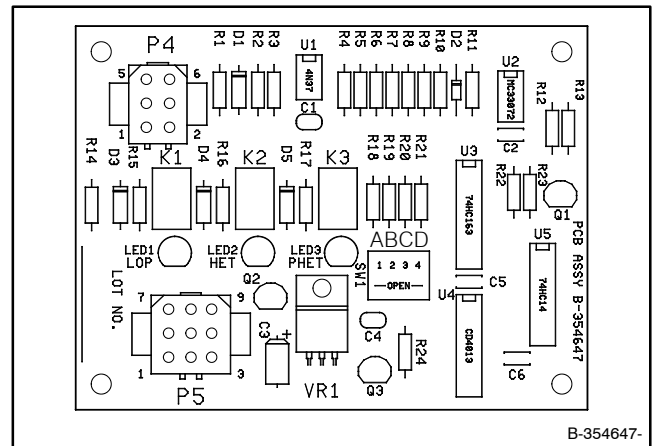 P4
R1 D1 R2 R3
U1
R4 R5 R6 R7 R8 R9 R10 D2 R11
U2
5 6
4N37
MC33072
R12 R13
1 2
C1
C2
R14 D3 R15 K1 D4 R16 K2 D5 R17 K3 R18 R19 R20 R21
U3
74HC163
R22 R23
Q1
ABCD
LED1 LOP
LED2 HET
LED3 PHET
SW1
1 2 3 4
OPEN
U5
74HC14
PCB ASSY B-354647
LOT NO.
Q2
C5
U4
CD4013
7 9
C3 +
C4
R24
C6
1 3
P5
VR1
Q3
B-354647-